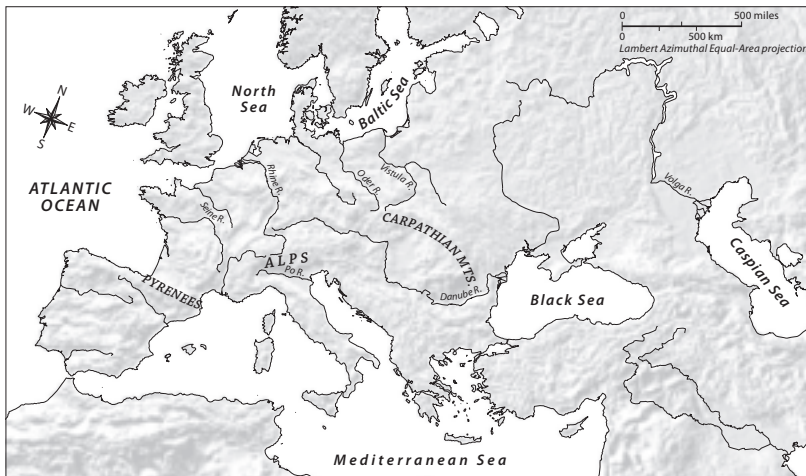 0 500 miles
0 500 km
Lambert Azimuthal Equal-Area projection
N
W
E
S
North
Sea
Baltic Sea
ATLANTIC
OCEAN
Rhine R.
Oder R.
Vistula R.
Volga R.
Seine R.
CARPATHIAN MTS.
Caspian Sea
ALPS
Po R.
PYRENEES
Danube R.
Black Sea
Mediterranean Sea